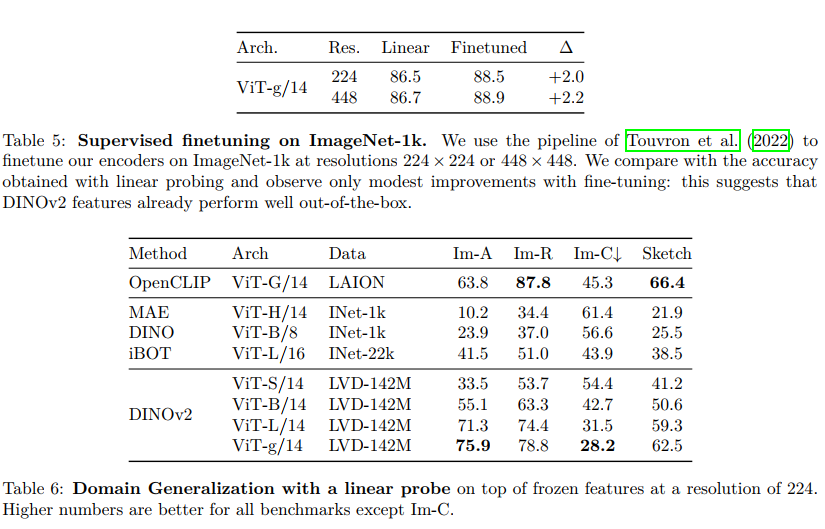 Arch. Res. Linear Finetuned Δ
ViT-g/14 224 86.5 88.5 +2.0
448 86.7 88.9 +2.2
Table 5: Supervised finetuning on ImageNet-1k. We use the pipeline of Touvron et al. (2022) to
finetune our encoders on ImageNet-1k at resolutions 224 × 224 or 448 × 448. We compare with the accuracy
obtained with linear probing and observe only modest improvements with fine-tuning: this suggests that
DINOv2 features already perform well out-of-the-box.
Method Arch Data Im-A Im-R Im-C↓ Sketch
OpenCLIP ViT-G/14 LAION 63.8 87.8 45.3 66.4
MAE ViT-H/14 INet-1k 10.2 34.4 61.4 21.9
DINO ViT-B/8 INet-1k 23.9 37.0 56.6 25.5
iBOT ViT-L/16 INet-22k 41.5 51.0 43.9 38.5
DINOv2 ViT-S/14 LVD-142M 33.5 53.7 54.4 41.2
ViT-B/14 LVD-142M 55.1 63.3 42.7 50.6
ViT-L/14 LVD-142M 71.3 74.4 31.5 59.3
ViT-g/14 LVD-142M 75.9 78.8 28.2 62.5
Table 6: Domain Generalization with a linear probe on top of frozen features at a resolution of 224.
Higher numbers are better for all benchmarks except Im-C.